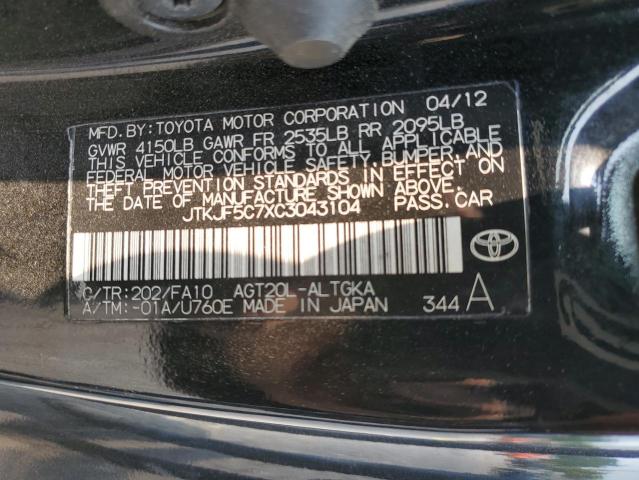 MFD. BY: TOYOTA MOTOR CORPORATION 04/12
GVWR 4150LB GAWR FR 2535LB RR 2095LB
THIS VEHICLE CONFORMS TO ALL APPLICABLE
FEDERAL MOTOR VEHICLE SAFETY, BUMPER, AND
THEFT PREVENTION STANDARDS IN EFFECT ON
THE DATE OF MANUFACTURE SHOWN ABOVE.
JTKJF5C7XC3043104 PASS. CAR
C/TR: 202/FA10 AGT20L-ALTGKA
A/TM: -01A/U760E MADE IN JAPAN 344 A